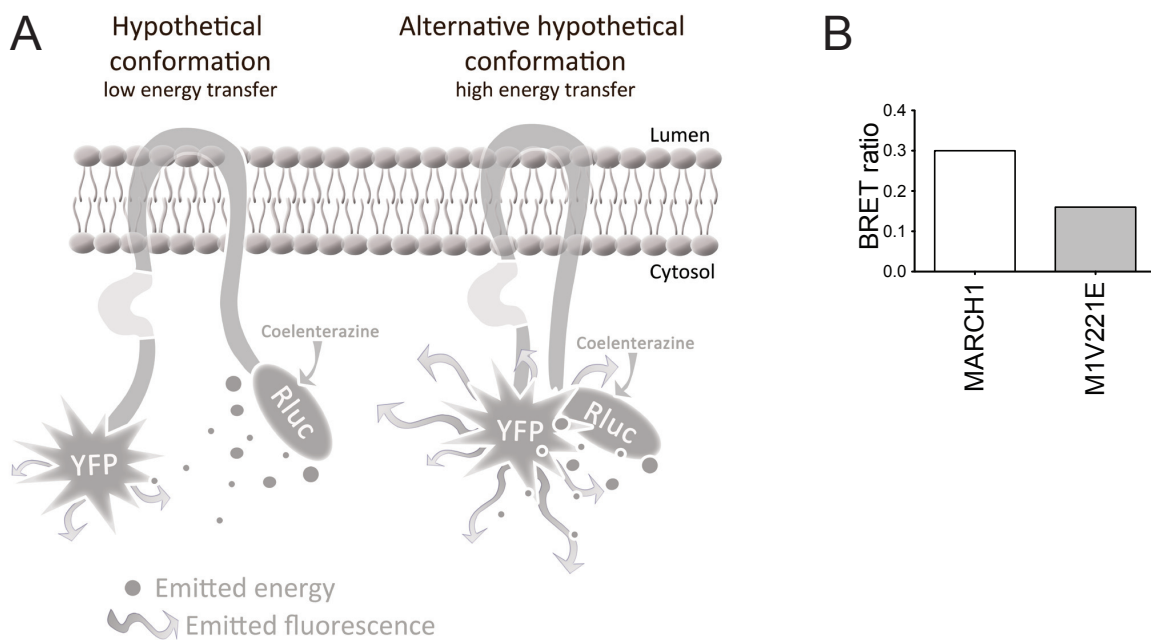 A
Hypothetical
conformation
low energy transfer
Alternative hypothetical
conformation
high energy transfer
Lumen
Cytosol
Coelenterazine
Rluc
YFP
Coelenterazine
Rluc
YFP
Emitted energy
Emitted fluorescence
B
BRET ratio
0.4
0.3
0.2
0.1
0.0
MARCH1
M1V221E